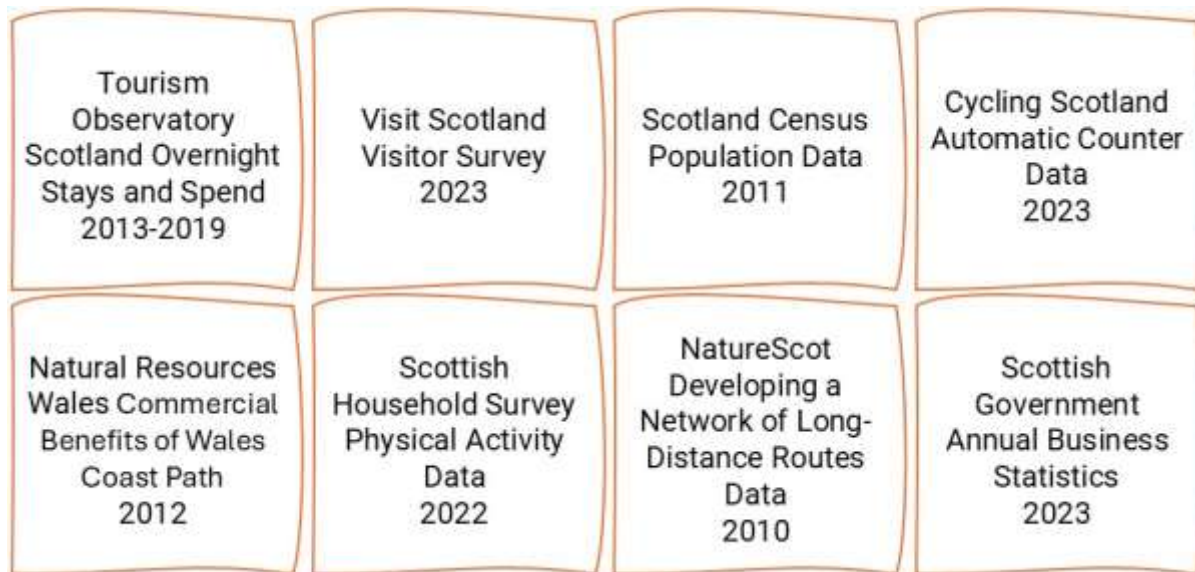 Tourism
Observatory
Scotland Overnight
Stays and Spend
2013-2019
Visit Scotland
Visitor Survey
2023
Scotland Census
Population Data
2011
Cycling Scotland
Automatic Counter
Data
2023
Natural Resources
Wales Commercial
Benefits of Wales
Coast Path
2012
Scottish
Household Survey
Physical Activity
Data
2022
NatureScot
Developing a
Network of Long-
Distance Routes
Data
2010
Scottish
Government
Annual Business
Statistics
2023